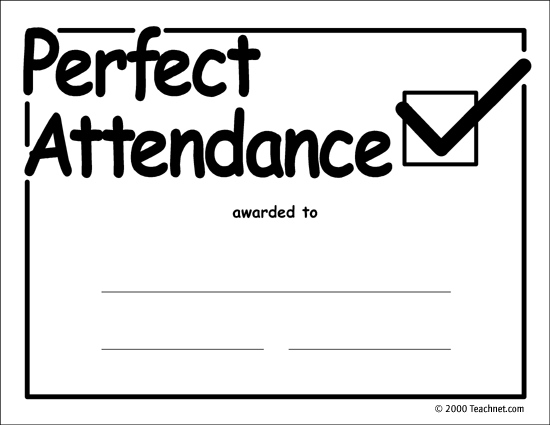 Perfect
Attendance
awarded to
© 2000 Teachnet.com